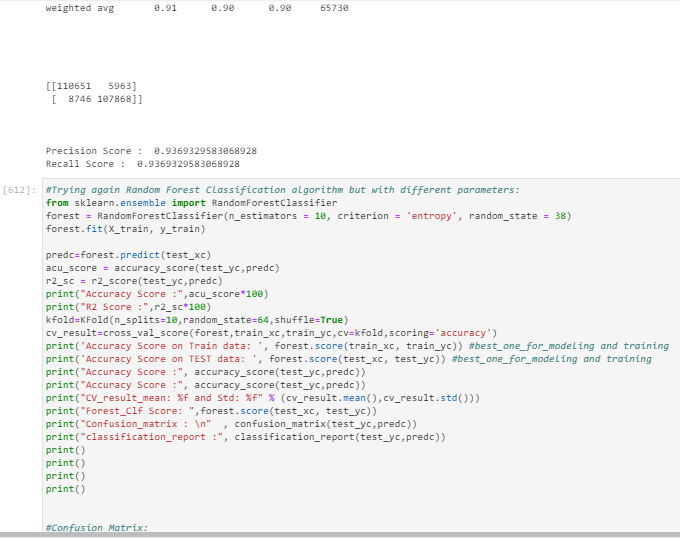 weighted avg      0.91     0.90     0.90     65730
[[110651   5963]
 [  8746 107868]]
Precision Score :  0.9369329583068928
Recall Score :  0.9369329583068928
[612]: #Trying again Random Forest Classification algorithm but with different parameters:
from sklearn.ensemble import RandomForestClassifier
forest = RandomForestClassifier(n_estimators = 10, criterion = 'entropy', random_state = 38)
forest.fit(X_train, y_train)
predc=forest.predict(test_xc)
acu_score = accuracy_score(test_yc,predc)
r2_sc = r2_score(test_yc,predc)
print("Accuracy Score :",acu_score*100)
print("R2 Score :",r2_sc*100)
kfold=KFold(n_splits=10,random_state=64,shuffle=True)
cv_result=cross_val_score(forest,train_xc,train_yc,cv=kfold,scoring='accuracy')
print('Accuracy Score on Train data: ', forest.score(train_xc, train_yc)) #best_one_for_modeling and training
print('Accuracy Score on TEST data: ', forest.score(test_xc, test_yc)) #best_one_for_modeling and training
print("Accuracy Score :", accuracy_score(test_yc,predc))
print("Accuracy Score :", accuracy_score(test_yc,predc))
print("CV_result_mean: %f and Std: %f" % (cv_result.mean(),cv_result.std()))
print("Forest_Clf Score: ",forest.score(test_xc, test_yc))
print("Confusion_matrix : \n"  , confusion_matrix(test_yc,predc))
print("classification_report :", classification_report(test_yc,predc))
print()
print()
print()
print()
#Confusion Matrix: